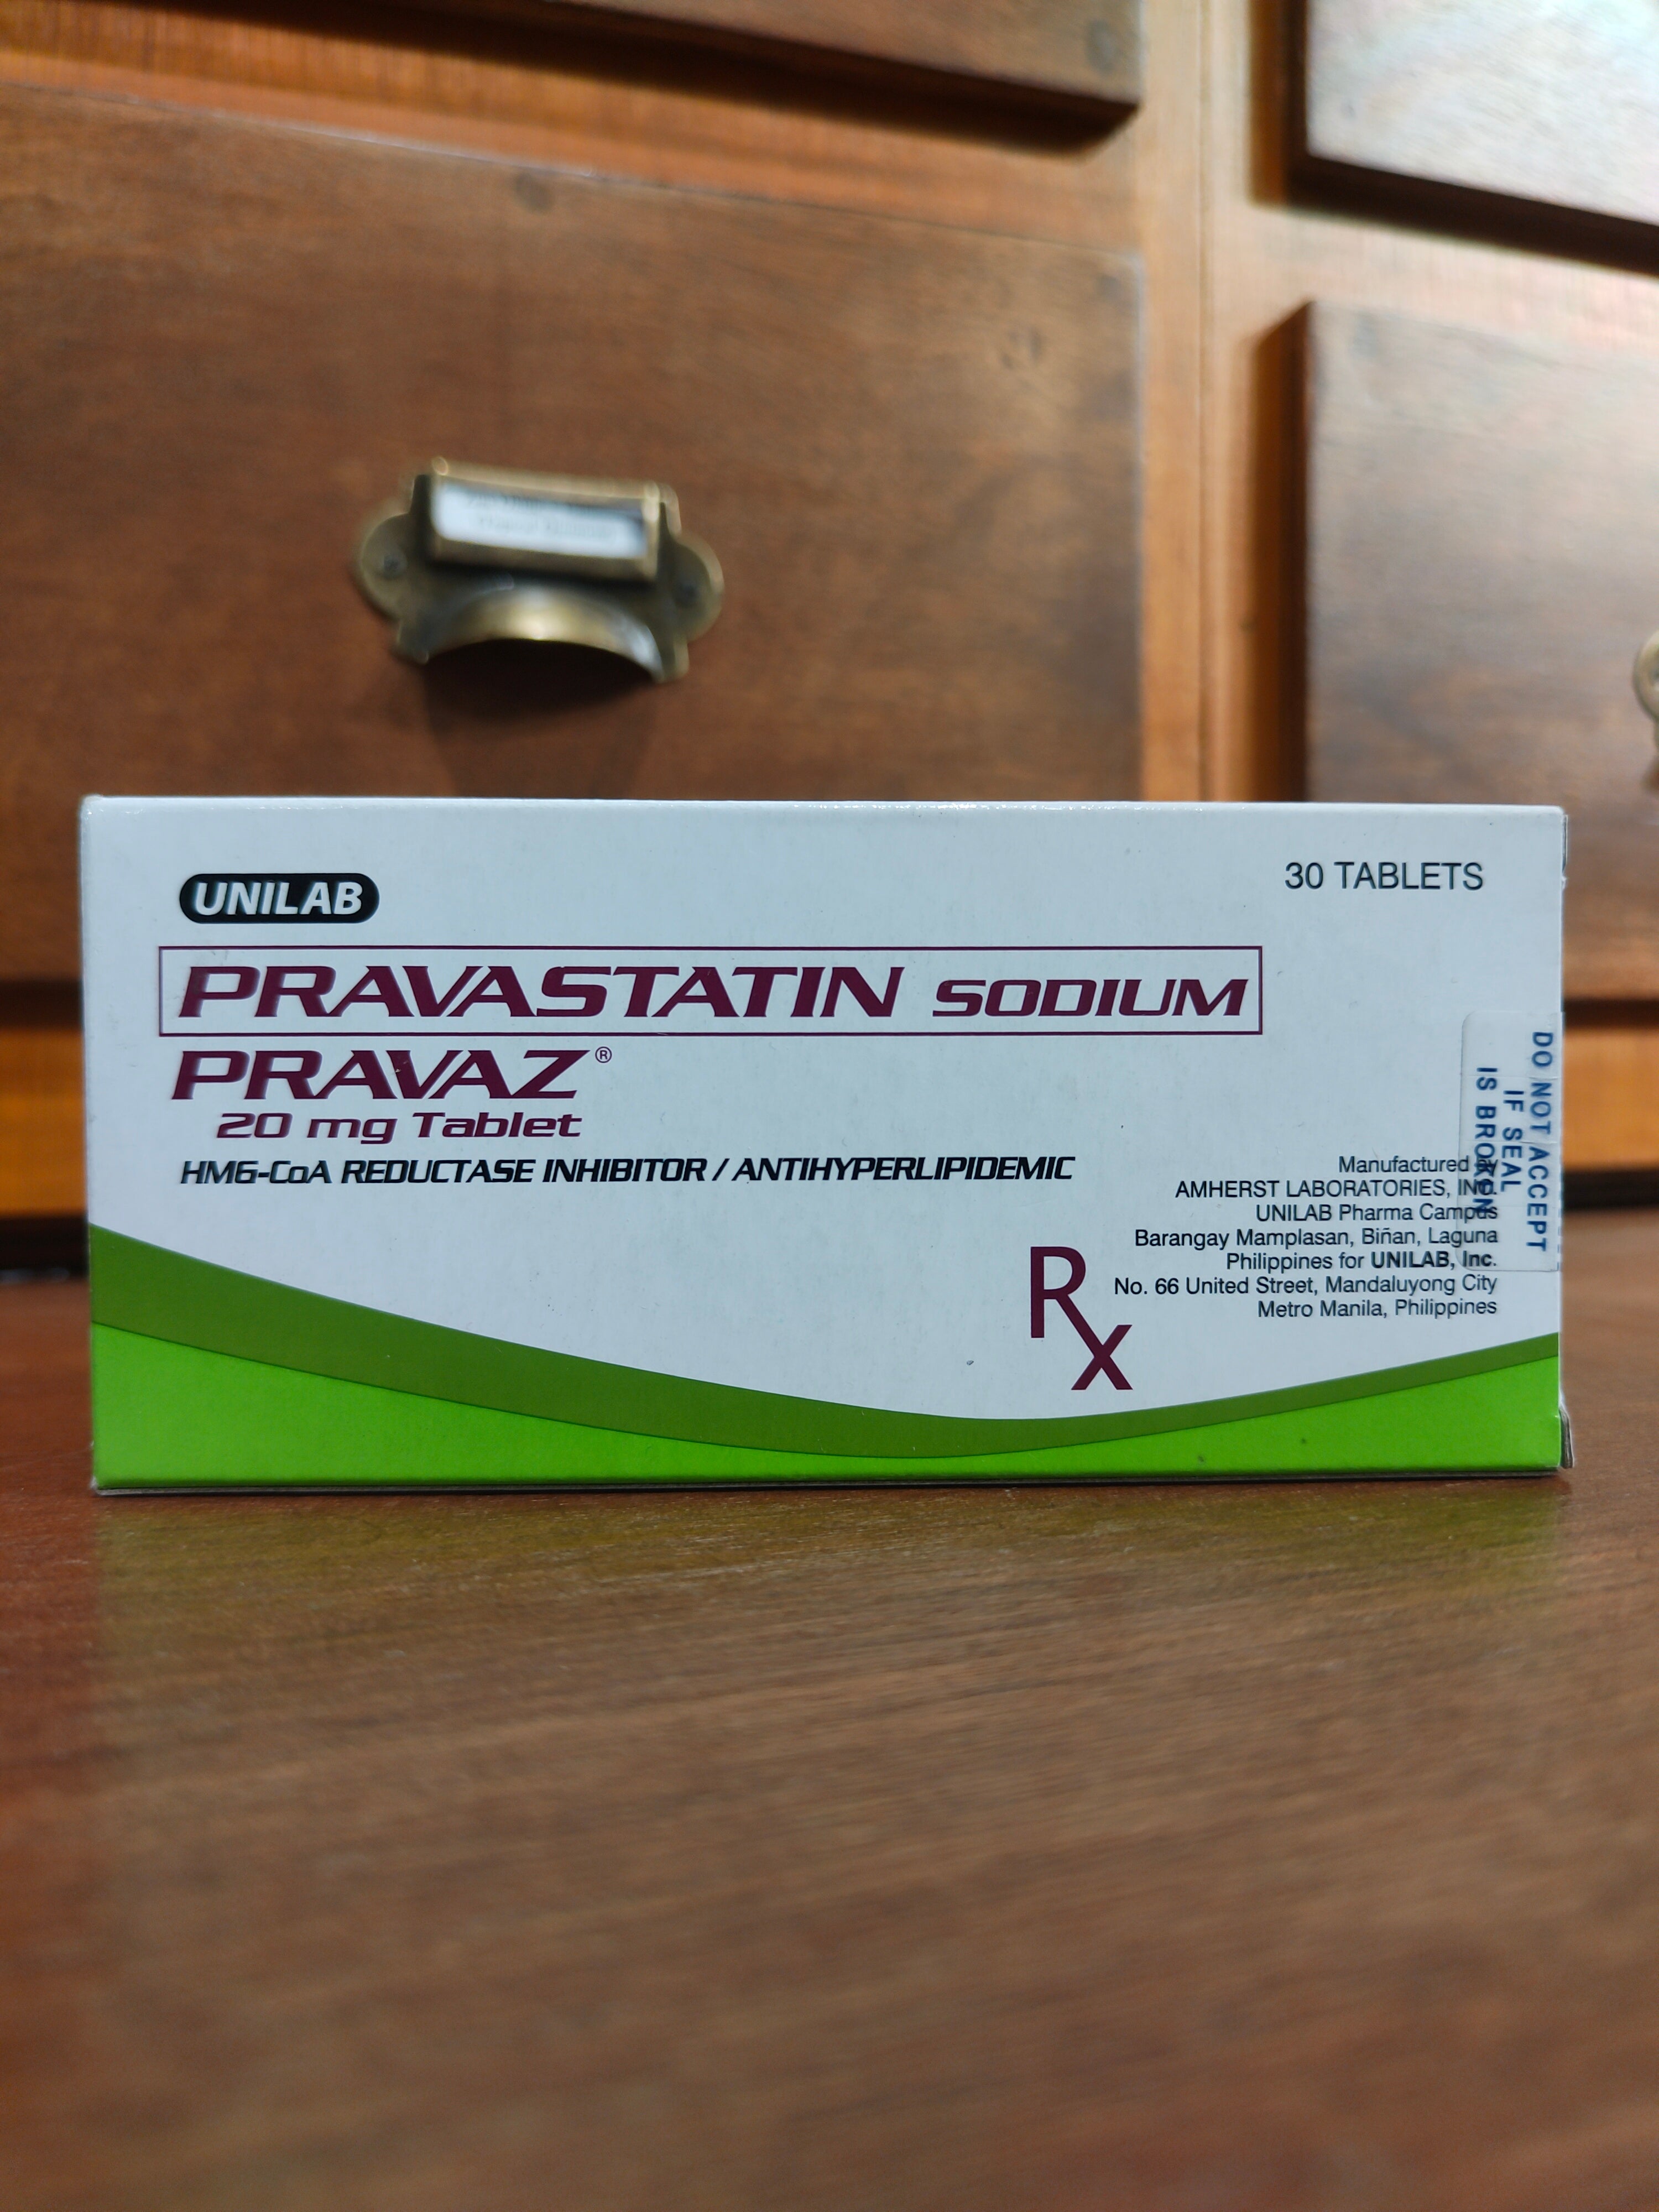 UNILAB
30 TABLETS
PRAVASTATIN SODIUM
PRAVAZ®
20 mg Tablet
HMG-CoA REDUCTASE INHIBITOR / ANTIHYPERLIPIDEMIC
Rx
Manufactured by
AMHERST LABORATORIES, INC.
UNILAB Pharma Campus
Barangay Mamplasan, Biñan, Laguna
Philippines for UNILAB, Inc.
No. 66 United Street, Mandaluyong City
Metro Manila, Philippines
DO NOT ACCEPT
IF SEAL
IS BROKEN